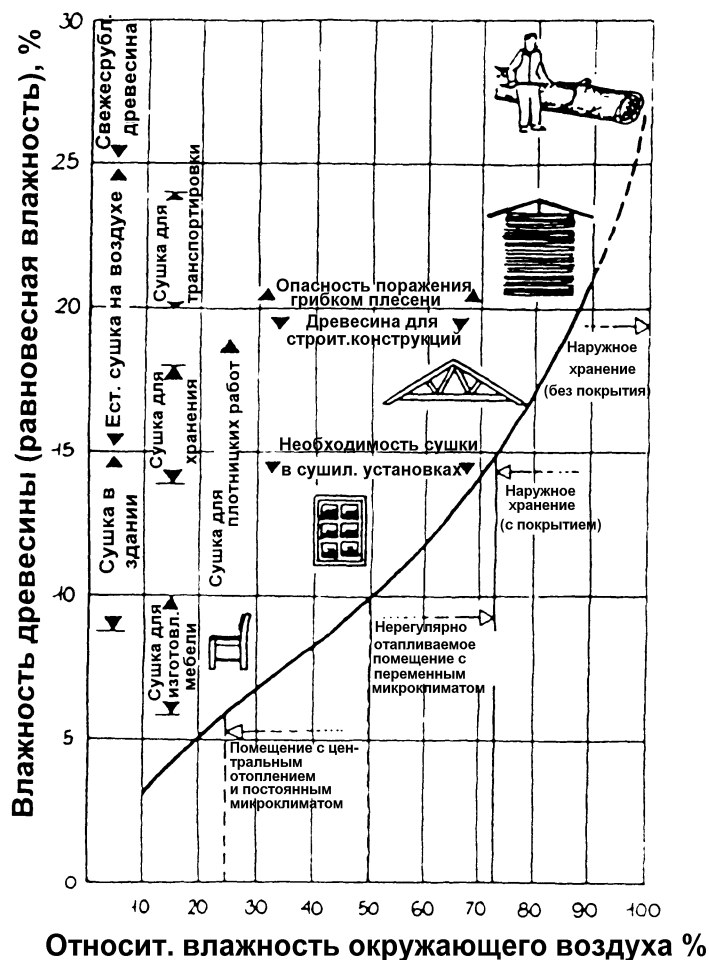 Влажность древесины (равновесная влажность), %
30
25
20
15
10
5
0
Свежесрубл.
древесина
Ест. сушка на воздухе
Сушка в
здании
Сушка для
транспортировки
Сушка для
хранения
Сушка для
изготовл.
мебели
Сушка для
плотницких работ
Опасность поражения
грибком плесени
Древесина для
строит.конструкций
Необходимость сушки
в сушил. установках
Наружное
хранение
(без покрытия)
Наружное
хранение
(с покрытием)
Нерегулярно
отапливаемое
помещение с
переменным
микроклиматом
Помещение с цен-
тральным
отоплением
и постоянным
микроклиматом
10 20 30 40 50 60 70 80 90 100
Относит. влажность окружающего воздуха %